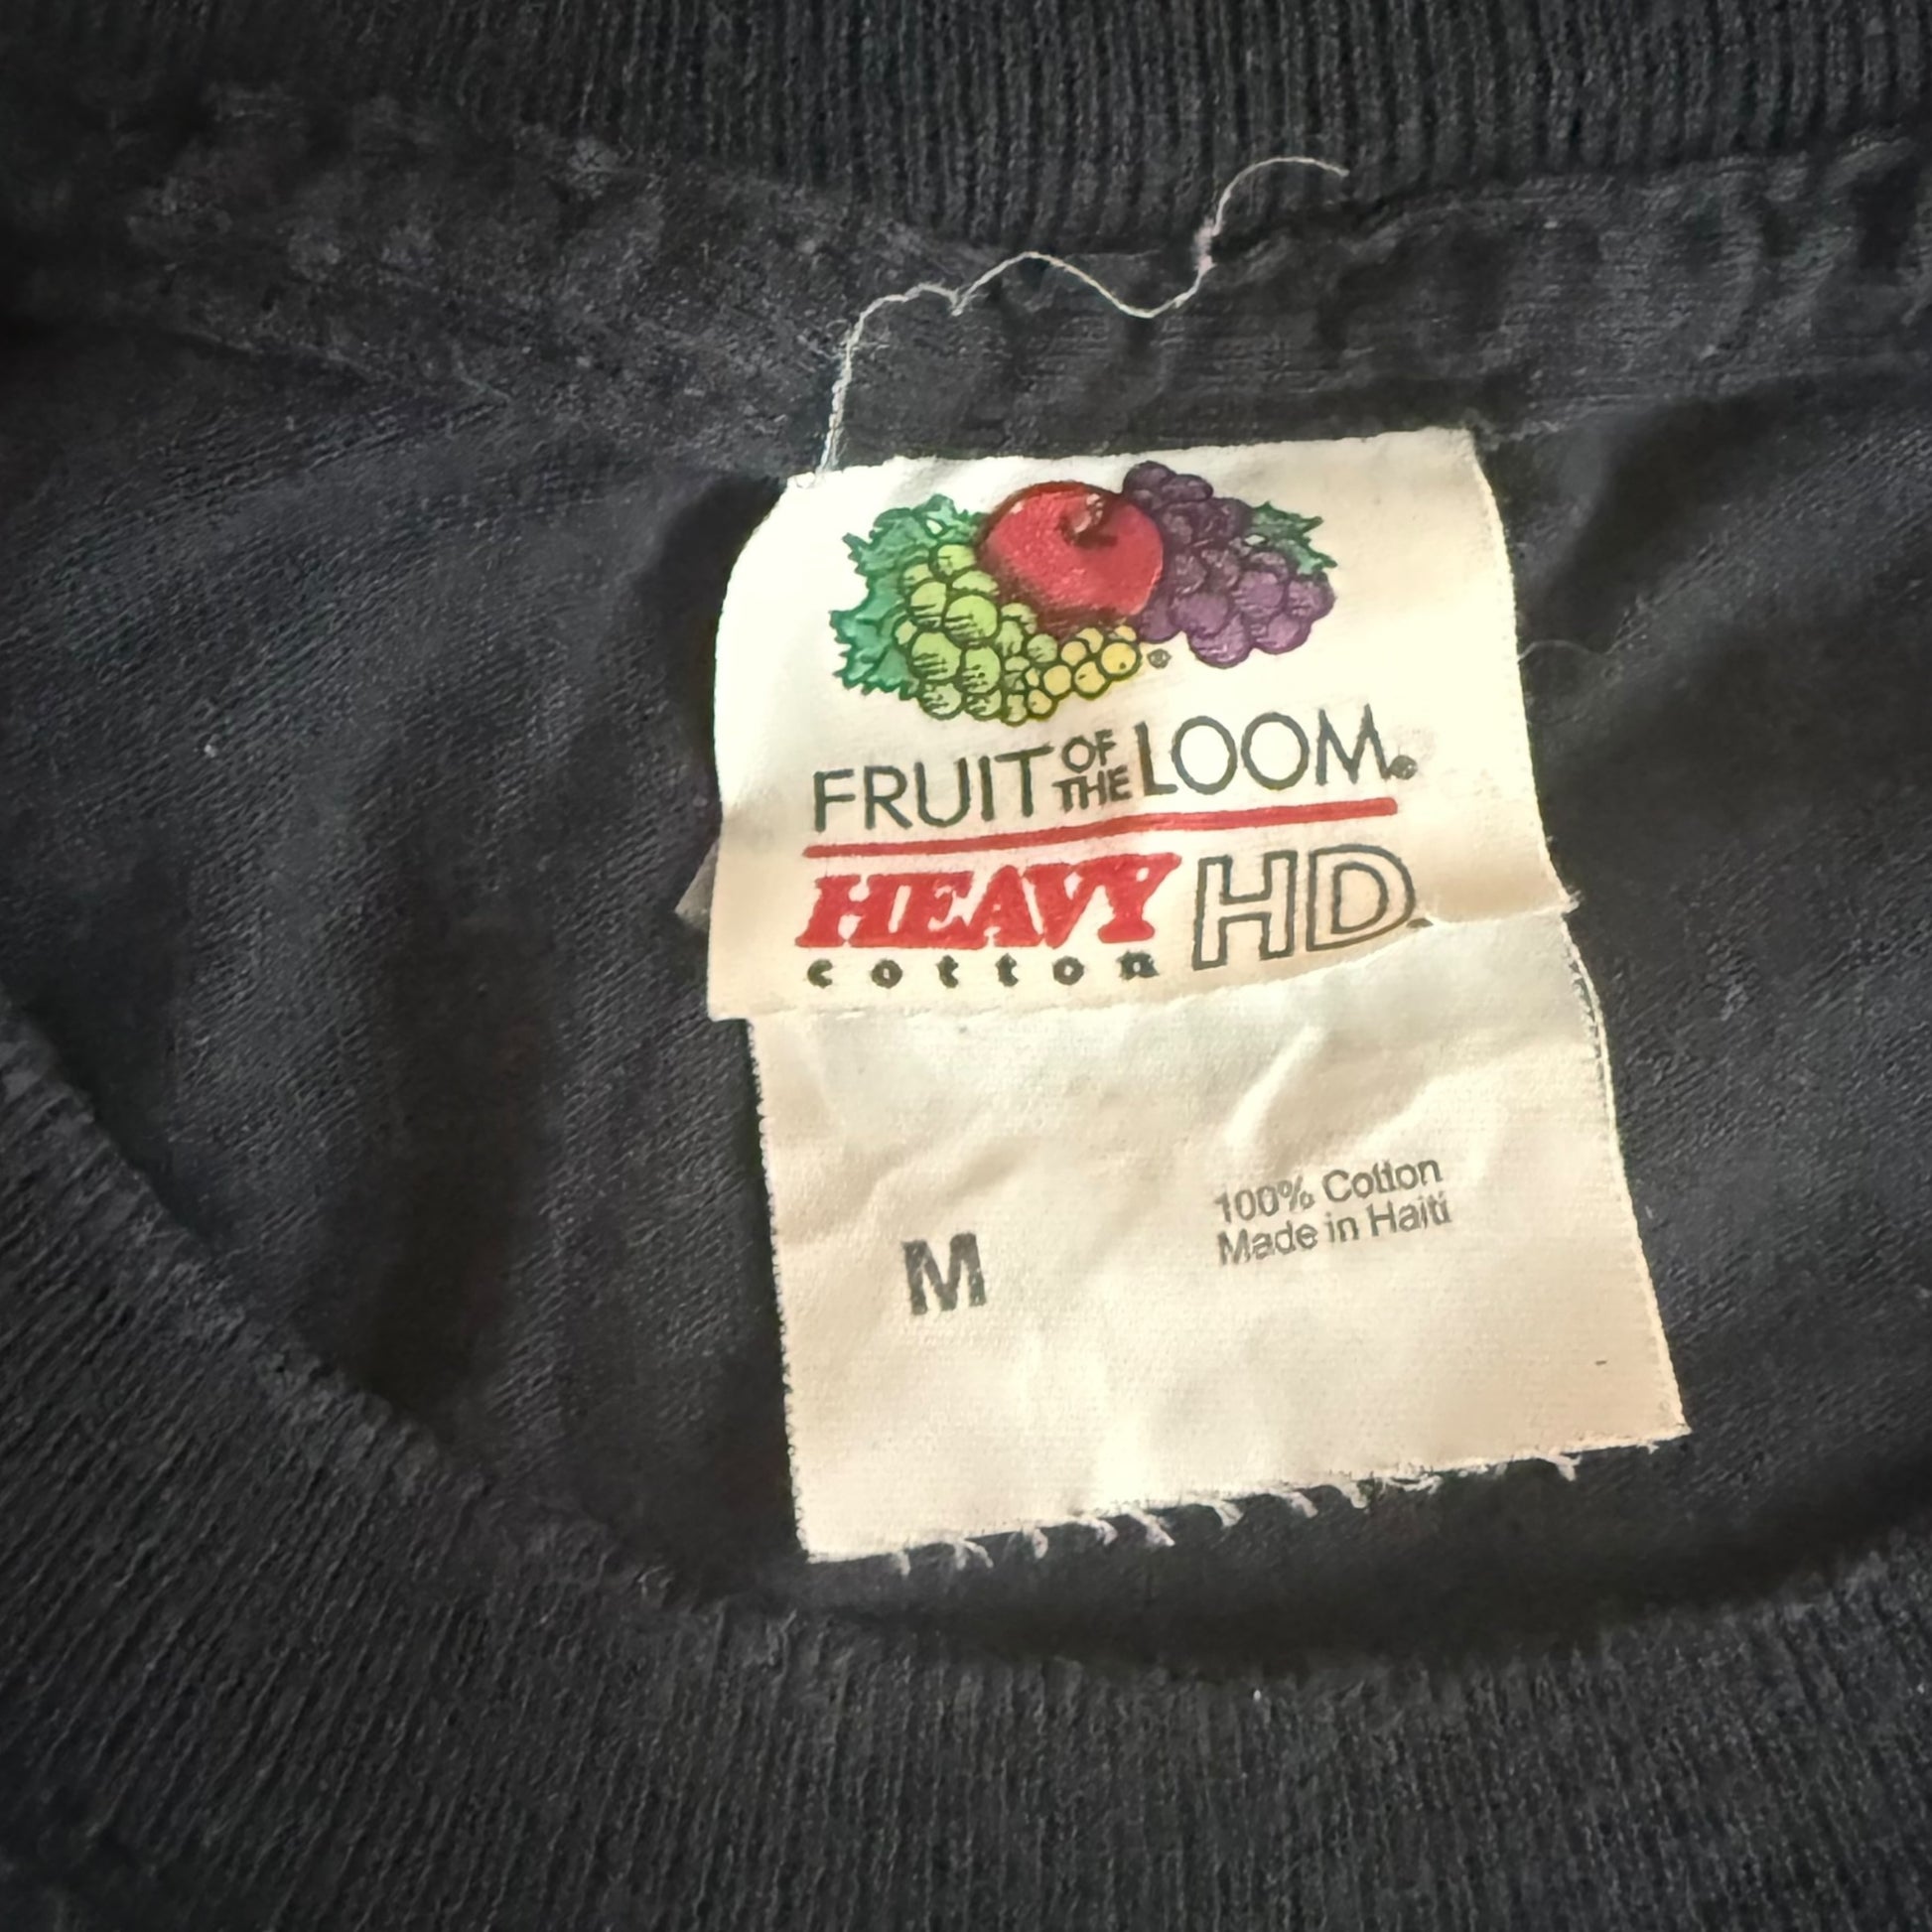 FRUIT OF THE LOOM®
HEAVY HD
cotton
M
100% Cotton
Made in Haiti